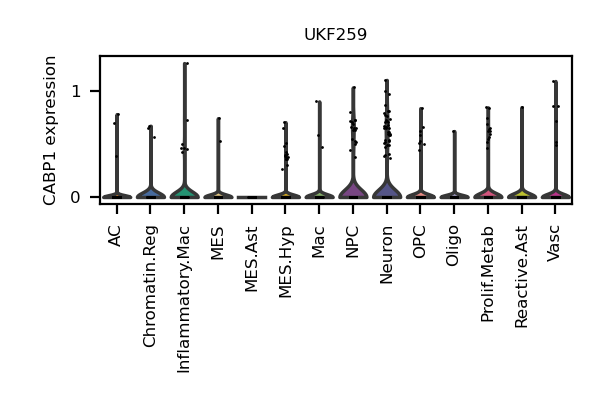 UKF259
CABP1 expression
1
0
AC
Chromatin.Reg
Inflammatory.Mac
MES
MES.Ast
MES.Hyp
Mac
NPC
Neuron
OPC
Oligo
Prolif.Metab
Reactive.Ast
Vasc